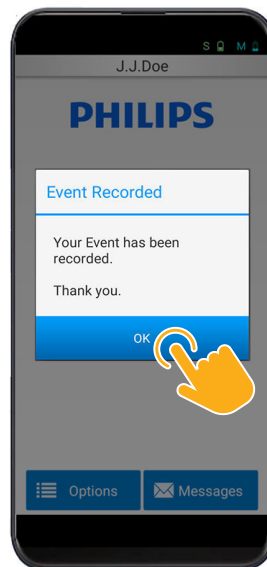 S M
J.J.Doe
PHILIPS
Event Recorded
Your Event has been
recorded.
Thank you.
OK
Options
Messages